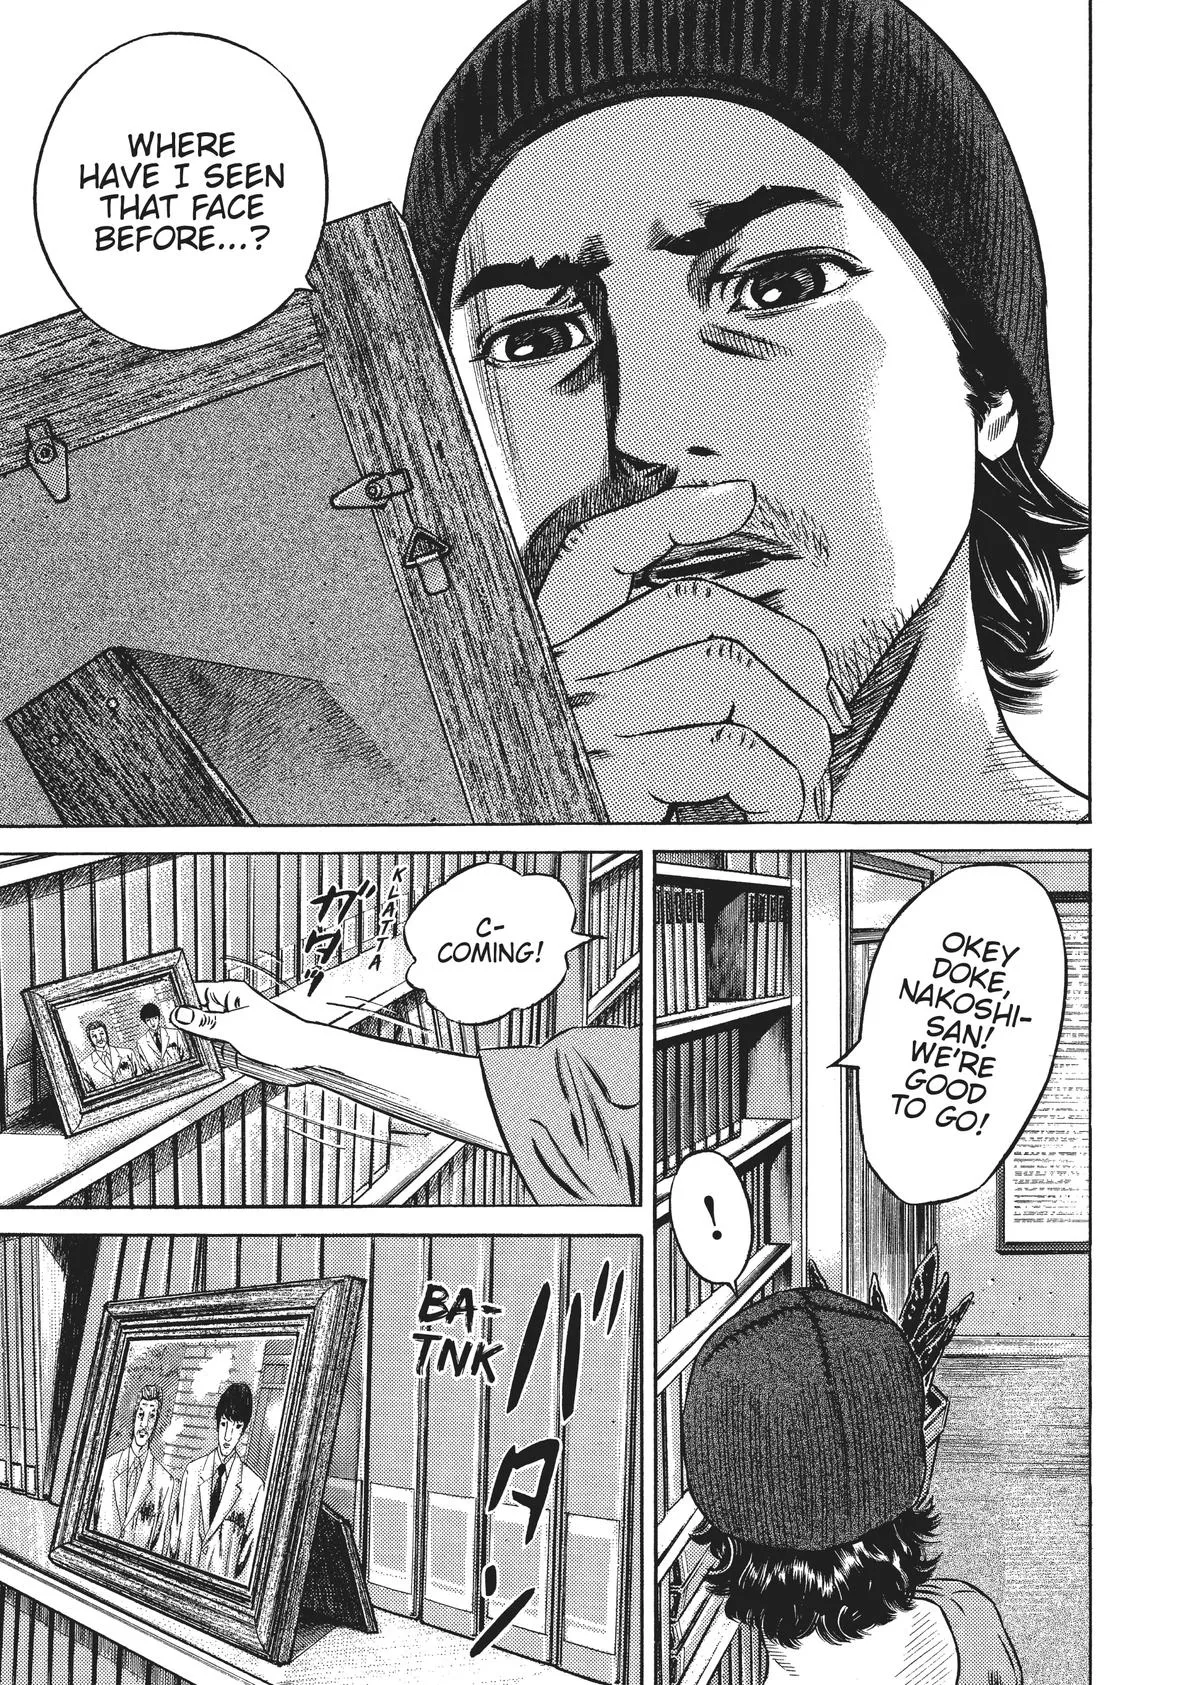 WHERE
HAVE I SEEN
THAT FACE
BEFORE...?
OKEY
DOKE,
NAKOSHI-
SAN!
WE'RE
GOOD
TO GO!
!
C-
COMING!
KLATTA
ガタッ
BA-
TNK
バタン